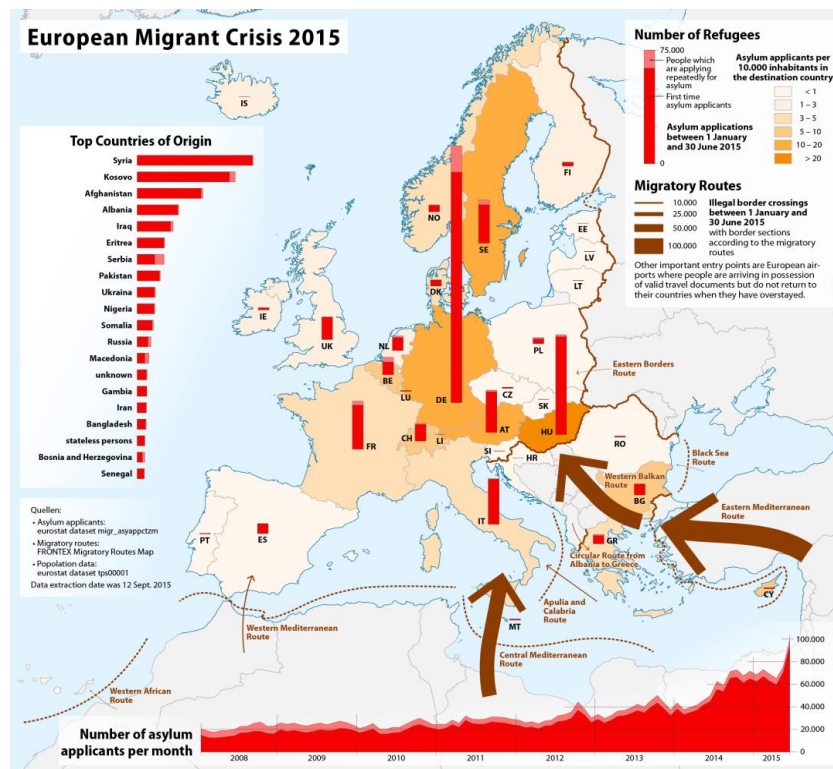 European Migrant Crisis 2015
Number of Refugees
75.000
People which
are applying
repeatedly for
asylum
First time
asylum applicants
Asylum applications
between 1 January
and 30 June 2015
0
Asylum applicants per
10.000 inhabitants in
the destination country
< 1
1 – 3
3 – 5
5 – 10
10 – 20
> 20
Migratory Routes
10.000
25.000
50.000
100.000
Illegal border crossings
between 1 January and
30 June 2015
with border sections
according to the migratory
routes
Other important entry points are European air-
ports where people are arriving in possession
of valid travel documents but do not return to
their countries when they have overstayed.
Top Countries of Origin
Syria
Kosovo
Afghanistan
Albania
Iraq
Eritrea
Serbia
Pakistan
Ukraina
Nigeria
Somalia
Russia
Macedonia
unknown
Gambia
Iran
Bangladesh
stateless persons
Bosnia and Herzegovina
Senegal
Quellen:
• Asylum applicants:
eurostat dataset migr_asyappctzm
• Migratory routes:
FRONTEX Migratory Routes Map
• Population data:
eurostat dataset tps00001
Data extraction date was 12 Sept. 2015
IS
FI
NO
SE
EE
LV
LT
DK
IE
UK
NL
BE
LU
DE
PL
CZ
SK
FR
CH
LI
AT
HU
SI
HR
RO
BG
IT
GR
PT
ES
MT
CY
Eastern Borders
Route
Black Sea
Route
Western Balkan
Route
Eastern Mediterranean
Route
Circular Route from
Albania to Greece
Apulia and
Calabria
Route
Central Mediterranean
Route
Western Mediterranean
Route
Western African
Route
Number of asylum
applicants per month
100.000
80.000
60.000
40.000
20.000
0
2008
2009
2010
2011
2012
2013
2014
2015